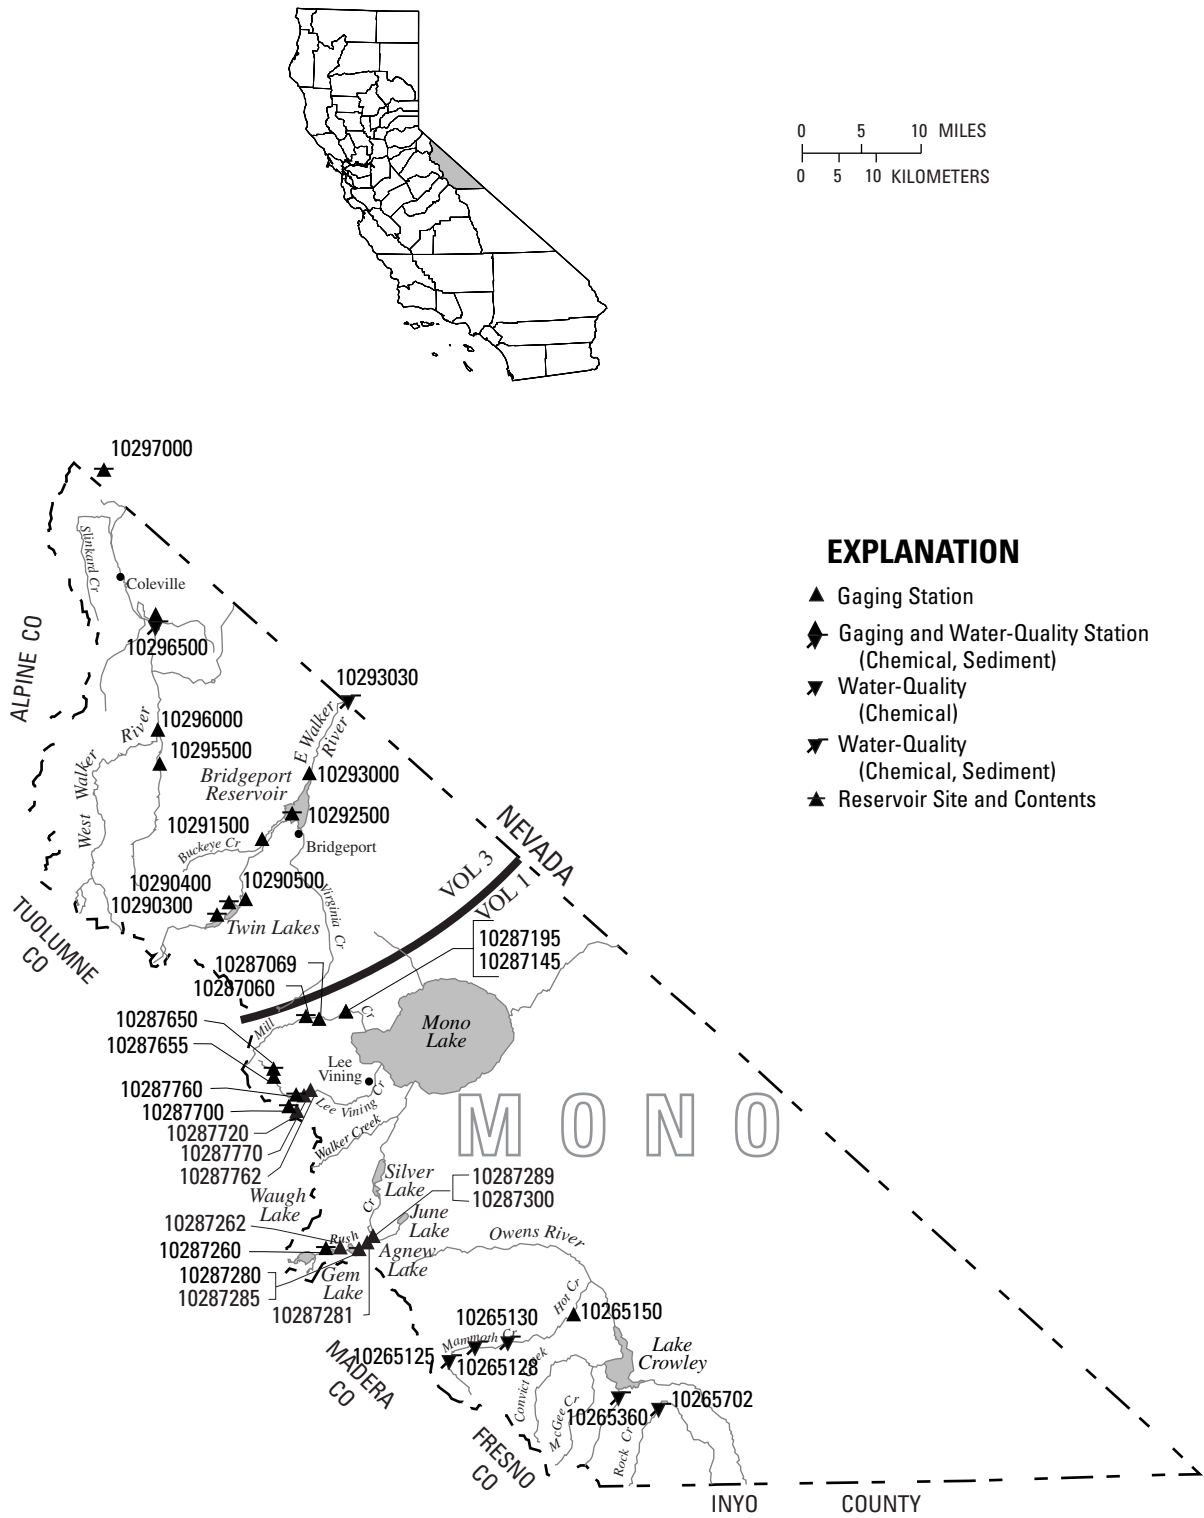 0 5 10 MILES
0 5 10 KILOMETERS
10297000
Slinkard Cr
Coleville
10296500
ALPINE CO
EXPLANATION
Gaging Station
Gaging and Water-Quality Station
(Chemical, Sediment)
Water-Quality
(Chemical)
Water-Quality
(Chemical, Sediment)
Reservoir Site and Contents
10293030
10296000
10295500
West Walker River
E Walker
River
10293000
Bridgeport
Reservoir
10292500
10291500
Buckeye Cr
Bridgeport
NEVADA
VOL 3
VOL 1
10290400
10290500
10290300
Twin Lakes
Virginia Cr
TUOLUMNE
CO
10287195
10287145
10287069
10287060
Mill
Cr
10287650
10287655
Mono
Lake
Lee
Vining
10287760
10287700
10287720
10287770
10287762
Lee Vining Cr
Walker Creek
MONO
Silver
Lake
10287289
10287300
Waugh
Lake
Cr
June
Lake
10287262
Rush
10287260
Agnew
Lake
Owens River
10287280
10287285
Gem
Lake
10287281
Hot Cr
10265150
10265130
Mammoth Cr
10265125
10265128
Lake
Crowley
MADERA
CO
Convict Creek
McGee Cr
10265360
10265702
Rock Cr
FRESNO
CO
INYO COUNTY